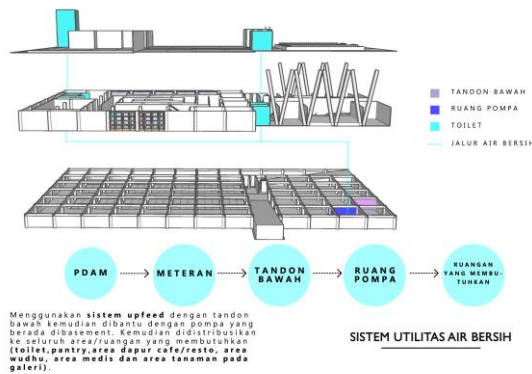 TANDON BAWAH
RUANG POMPA
TOILET
JALUR AIR BERSIH
PDAM
METERAN
TANDON
BAWAH
RUANG
POMPA
RUANGAN
YANG MEMBU-
TUHKAN
Menggunakan sistem upfeed dengan tandon
bawah kemudian dibantu dengan pompa yang
berada dibasement. Kemudian didistribusikan
ke seluruh area/ruangan yang membutuhkan
(toilet,pantry,area dapur cafe/resto, area
wudhu, area medis dan area tanaman pada
galeri).
SISTEM UTILITAS AIR BERSIH